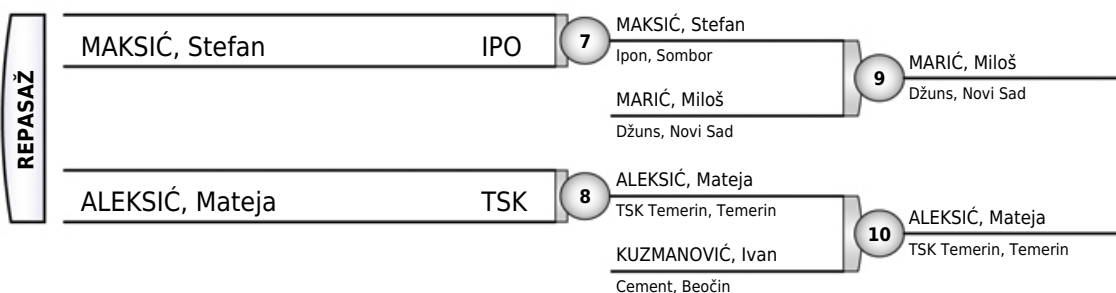 REPASAŽ
MAKSIĆ, Stefan IPO
7
MAKSIĆ, Stefan
Ipon, Sombor
MARIĆ, Miloš
Džuns, Novi Sad
9
MARIĆ, Miloš
Džuns, Novi Sad
ALEKSIĆ, Mateja TSK
8
ALEKSIĆ, Mateja
TSK Temerin, Temerin
KUZMANOVIĆ, Ivan
Cement, Beočin
10
ALEKSIĆ, Mateja
TSK Temerin, Temerin